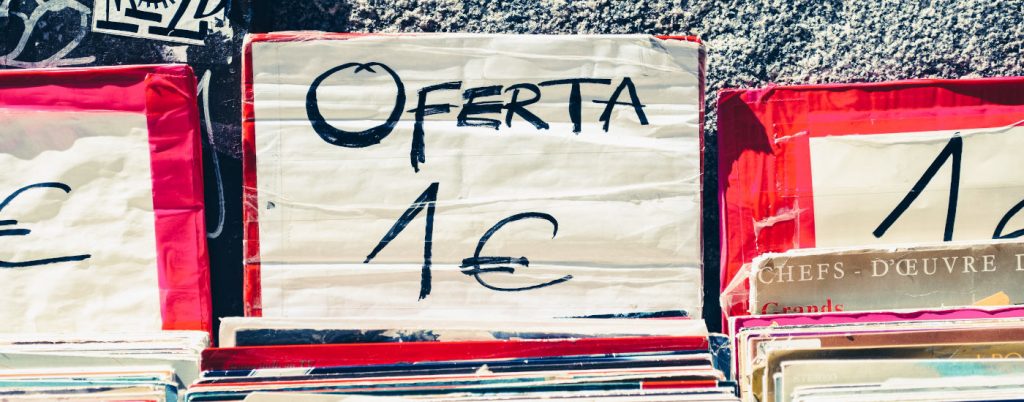 OFERTA
1€
€
1€
CHEFS-D'ŒUVRE D
Grands